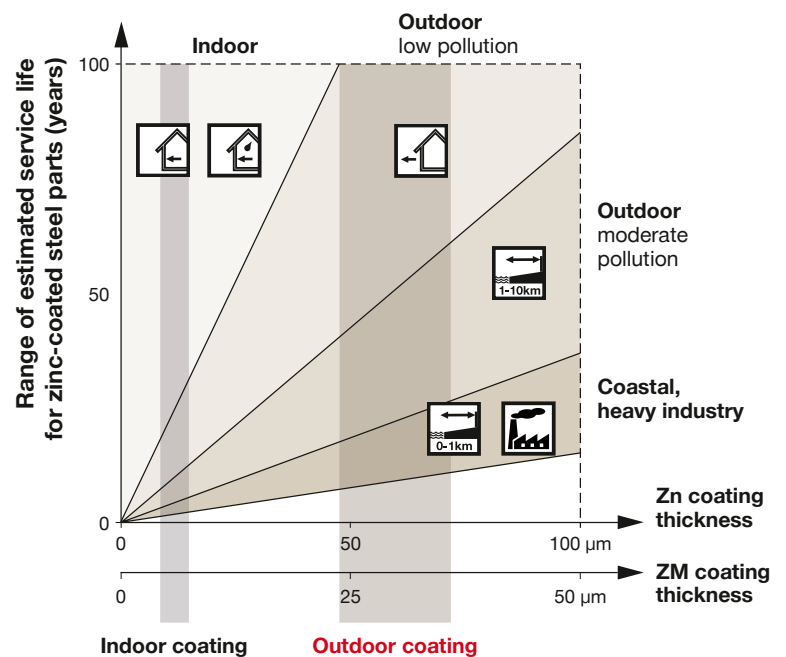 Outdoor
low pollution
Indoor
Range of estimated service life
for zinc-coated steel parts (years)
100
50
0
1-10km
0-1km
Outdoor
moderate
pollution
Coastal,
heavy industry
Zn coating
thickness
0
50
100 µm
ZM coating
thickness
0
25
50 µm
Indoor coating
Outdoor coating